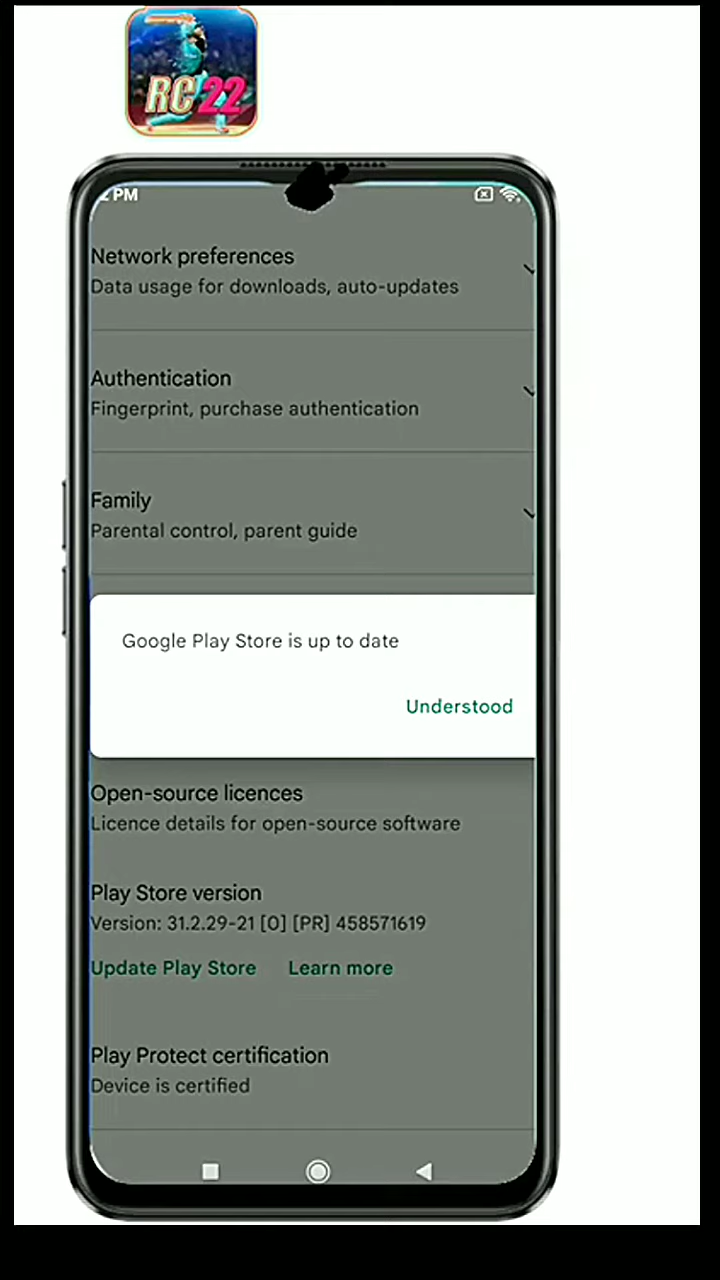 RC 22
2 PM
Network preferences
Data usage for downloads, auto-updates
Authentication
Fingerprint, purchase authentication
Family
Parental control, parent guide
Google Play Store is up to date
Understood
Open-source licences
Licence details for open-source software
Play Store version
Version: 31.2.29-21 [0] [PR] 458571619
Update Play Store Learn more
Play Protect certification
Device is certified